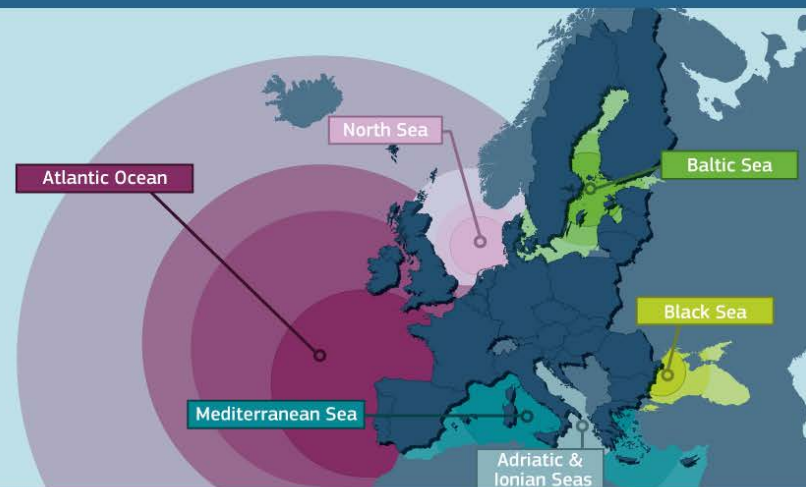 North Sea
Atlantic Ocean
Baltic Sea
Black Sea
Mediterranean Sea
Adriatic &
Ionian Seas